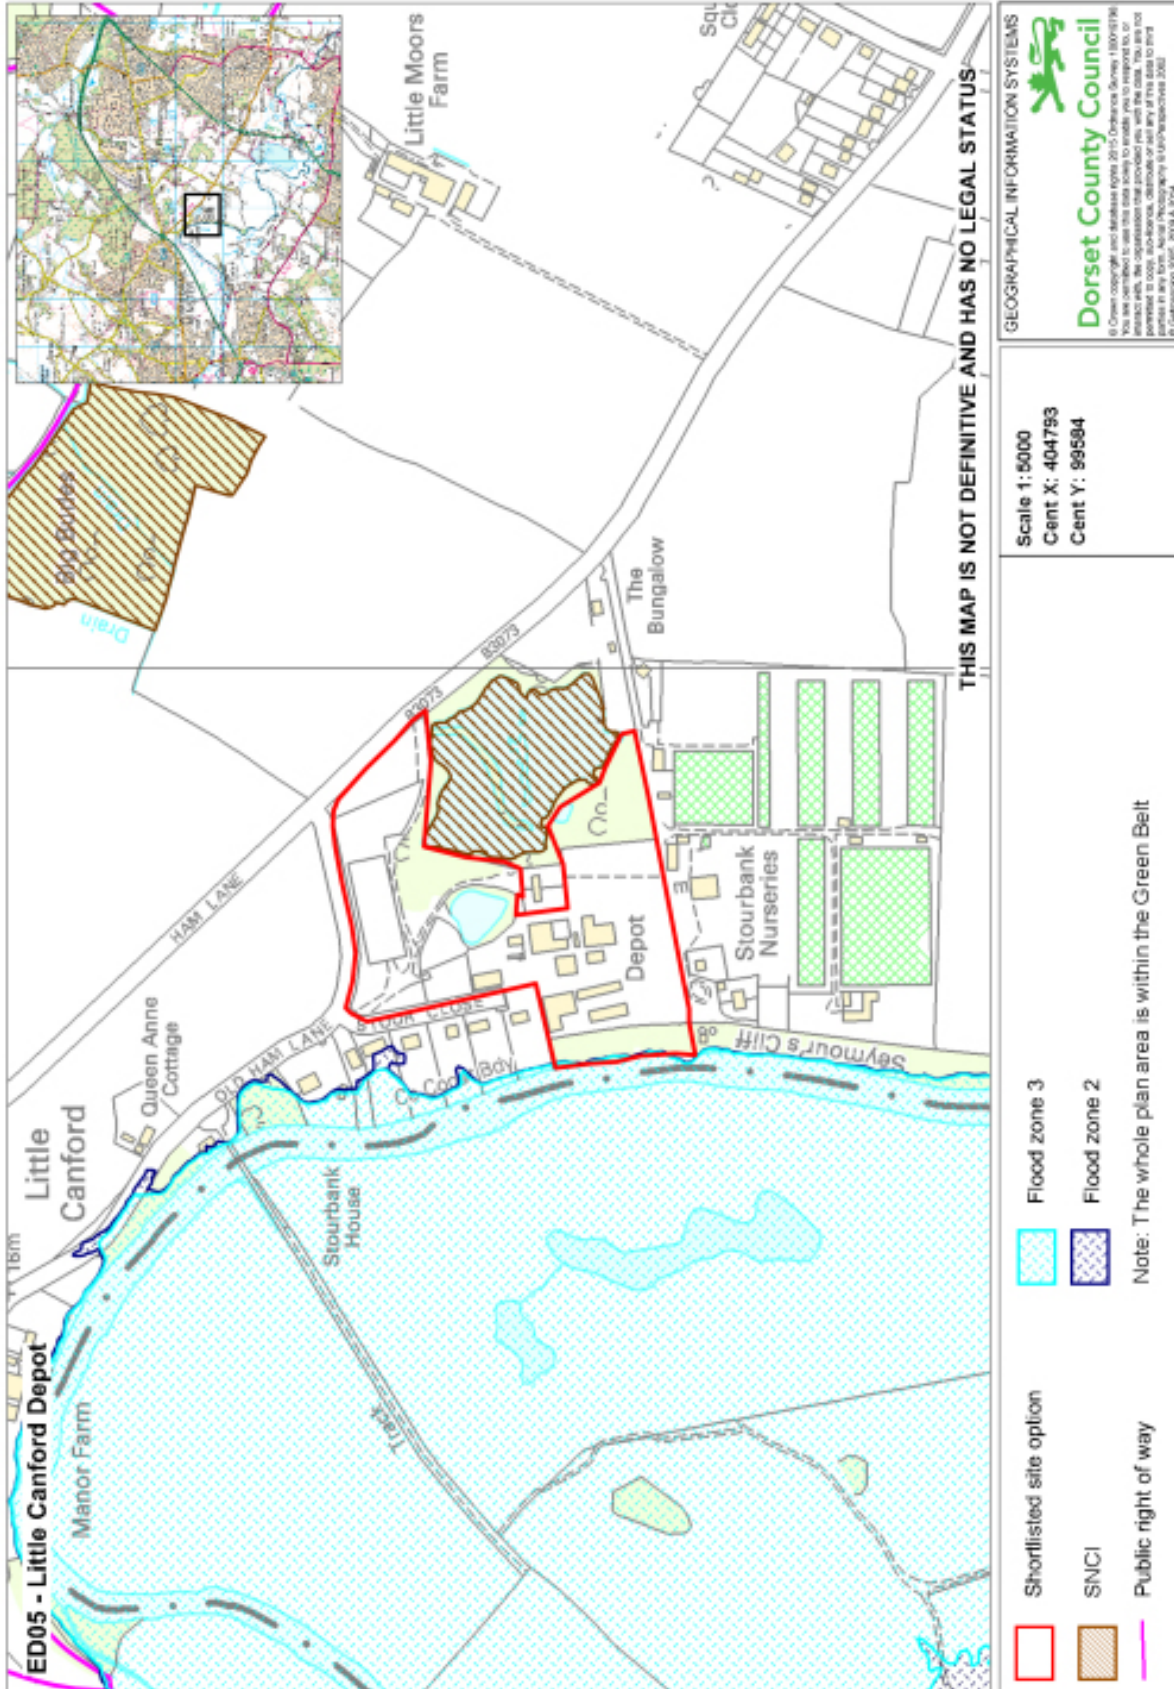 ED05 - Little Canford Depot
Manor Farm
16m
Little
Canford
Queen Anne
Cottage
OLD HAM LANE
HAM LANE
STOUR CLOSE
B3073
B3073
Stourbank
House
Track
Depot
Seymour's Cliff
Stourbank
Nurseries
The
Bungalow
Drain
Little Moors
Farm
THIS MAP IS NOT DEFINITIVE AND HAS NO LEGAL STATUS
Shortlisted site option
SNCI
Public right of way
Flood zone 3
Flood zone 2
Note: The whole plan area is within the Green Belt
Scale 1:5000
Cent X: 404793
Cent Y: 99584
GEOGRAPHICAL INFORMATION SYSTEMS
Dorset County Council